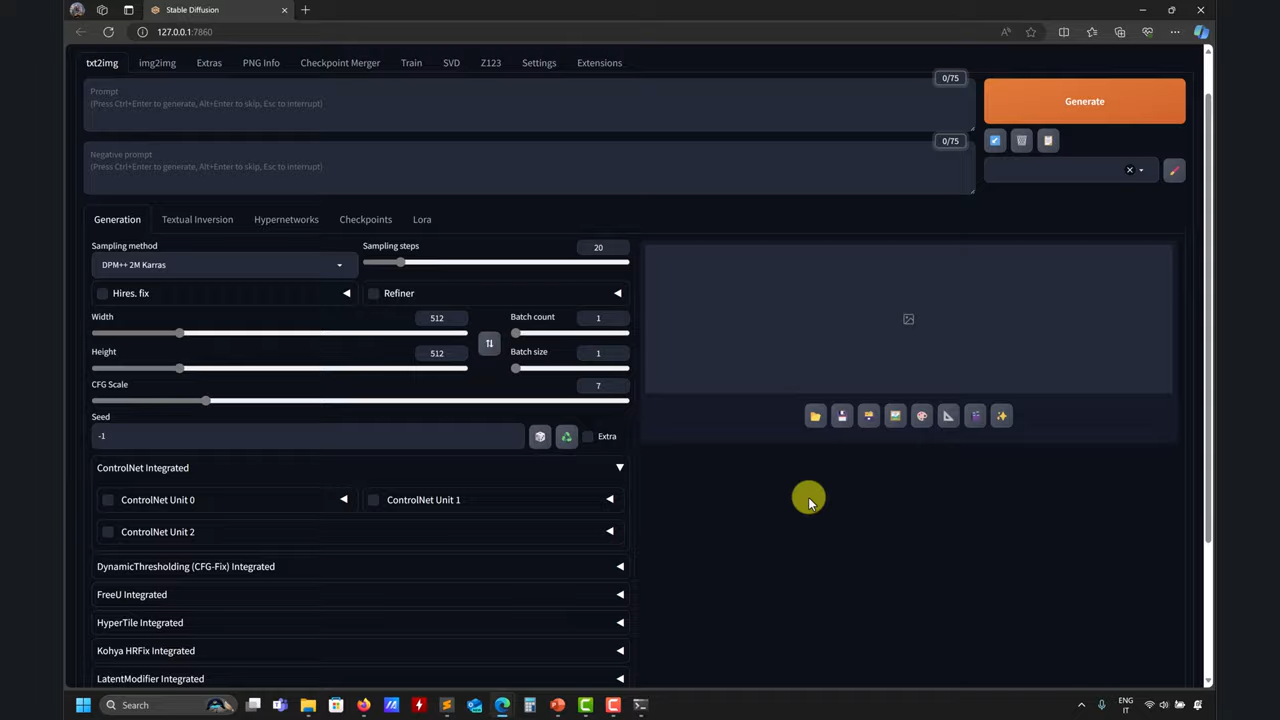 Stable Diffusion
127.0.0.1:7860
txt2img img2img Extras PNG Info Checkpoint Merger Train SVD Z123 Settings Extensions
0/75
Prompt
(Press Ctrl+Enter to generate, Alt+Enter to skip, Esc to interrupt)
Generate
0/75
Negative prompt
(Press Ctrl+Enter to generate, Alt+Enter to skip, Esc to interrupt)
Generation Textual Inversion Hypernetworks Checkpoints Lora
Sampling method
DPM++ 2M Karras
Sampling steps 20
Hires. fix
Refiner
Width 512
Batch count 1
Height 512
Batch size 1
CFG Scale 7
Seed
-1
Extra
ControlNet Integrated
ControlNet Unit 0
ControlNet Unit 1
ControlNet Unit 2
DynamicThresholding (CFG-Fix) Integrated
FreeU Integrated
HyperTile Integrated
Kohya HRFix Integrated
LatentModifier Integrated
Search
ENG
IT